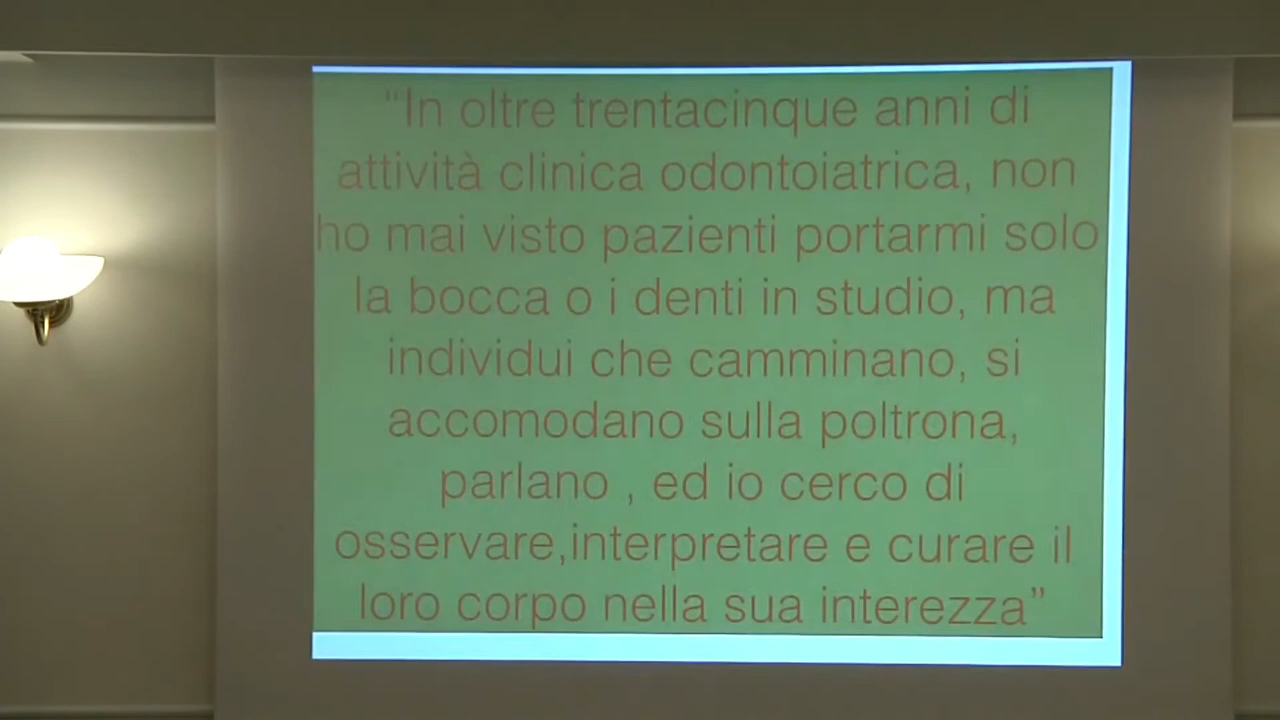 “In oltre trentacinque anni di
attività clinica odontoiatrica, non
ho mai visto pazienti portarmi solo
la bocca o i denti in studio, ma
individui che camminano, si
accomodano sulla poltrona,
parlano , ed io cerco di
osservare,interpretare e curare il
loro corpo nella sua interezza”